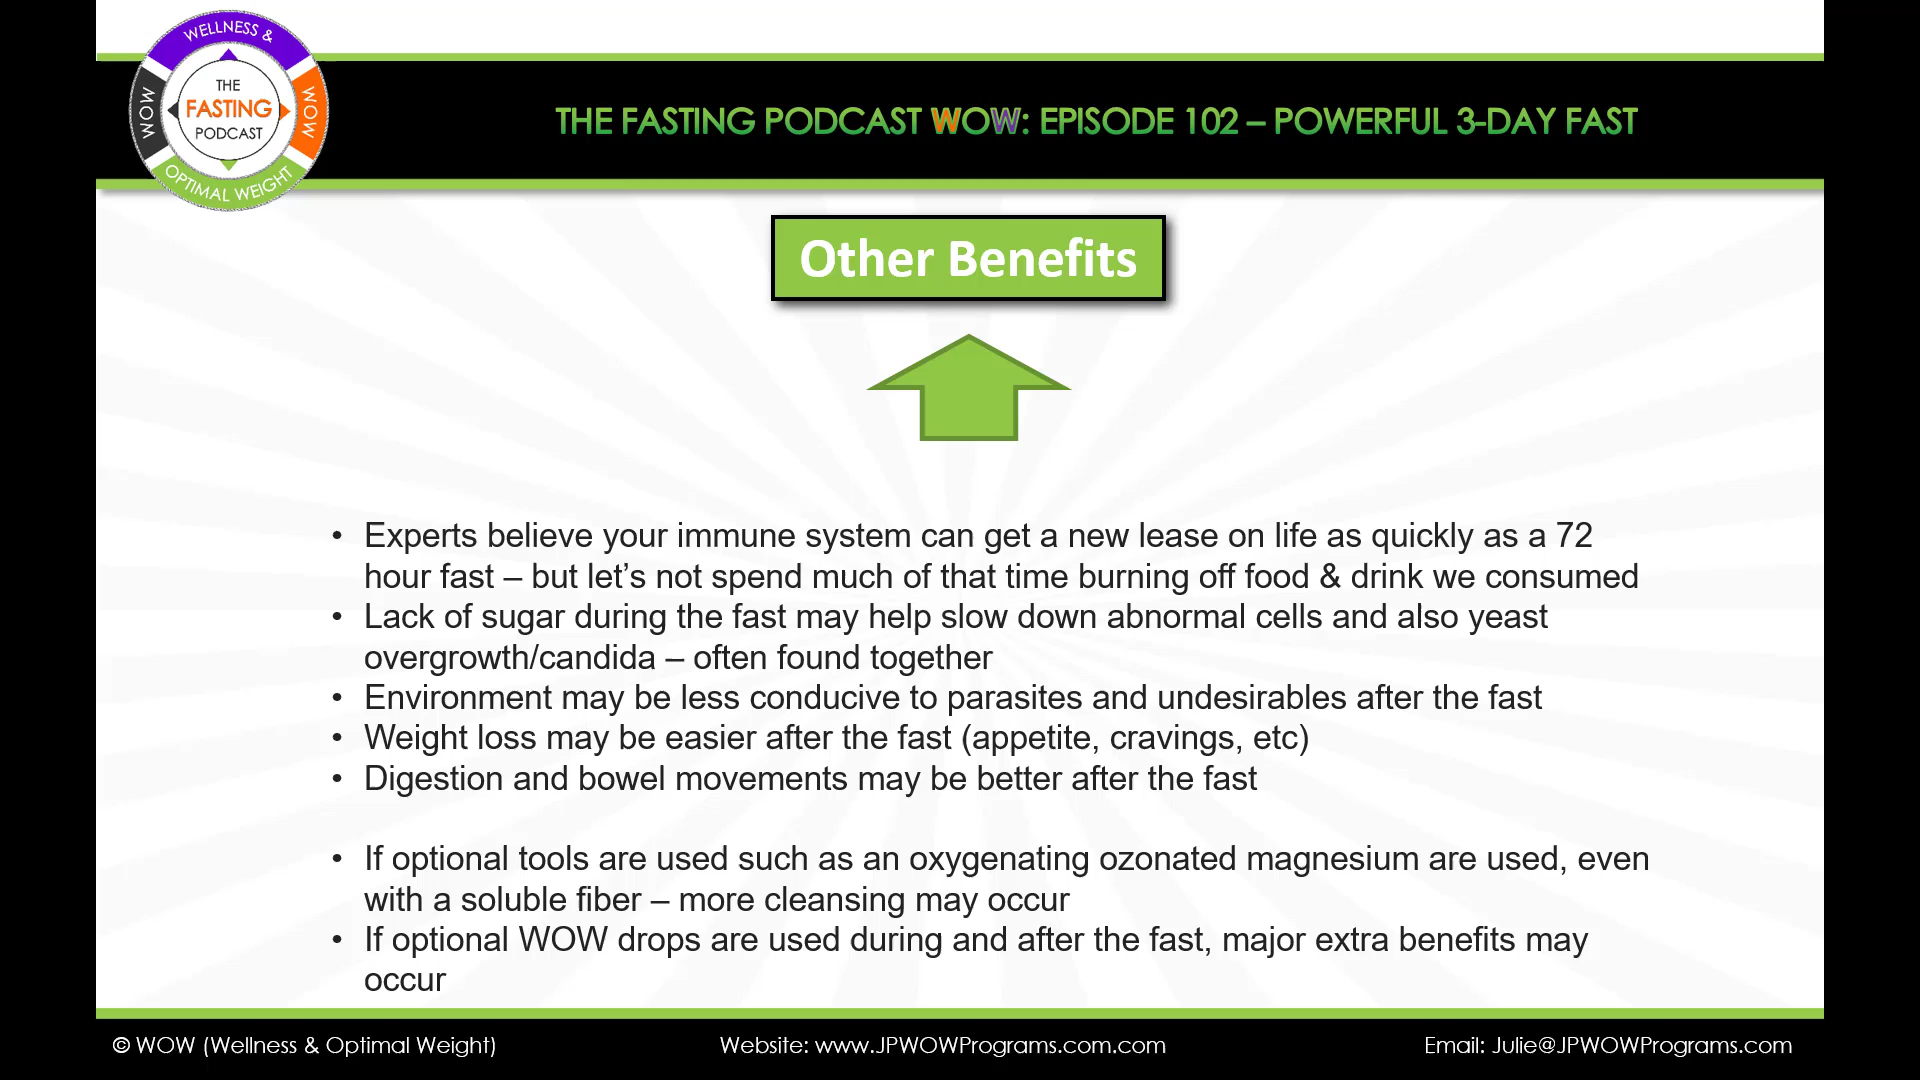 WELLNESS &
WOW
THE
FASTING
PODCAST
WOW
OPTIMAL WEIGHT
THE FASTING PODCAST WOW: EPISODE 102 – POWERFUL 3-DAY FAST
Other Benefits
• Experts believe your immune system can get a new lease on life as quickly as a 72
hour fast – but let’s not spend much of that time burning off food & drink we consumed
• Lack of sugar during the fast may help slow down abnormal cells and also yeast
overgrowth/candida – often found together
• Environment may be less conducive to parasites and undesirables after the fast
• Weight loss may be easier after the fast (appetite, cravings, etc)
• Digestion and bowel movements may be better after the fast
• If optional tools are used such as an oxygenating ozonated magnesium are used, even
with a soluble fiber – more cleansing may occur
• If optional WOW drops are used during and after the fast, major extra benefits may
occur
© WOW (Wellness & Optimal Weight)
Website: www.JPWOWPrograms.com.com
Email: Julie@JPWOWPrograms.com